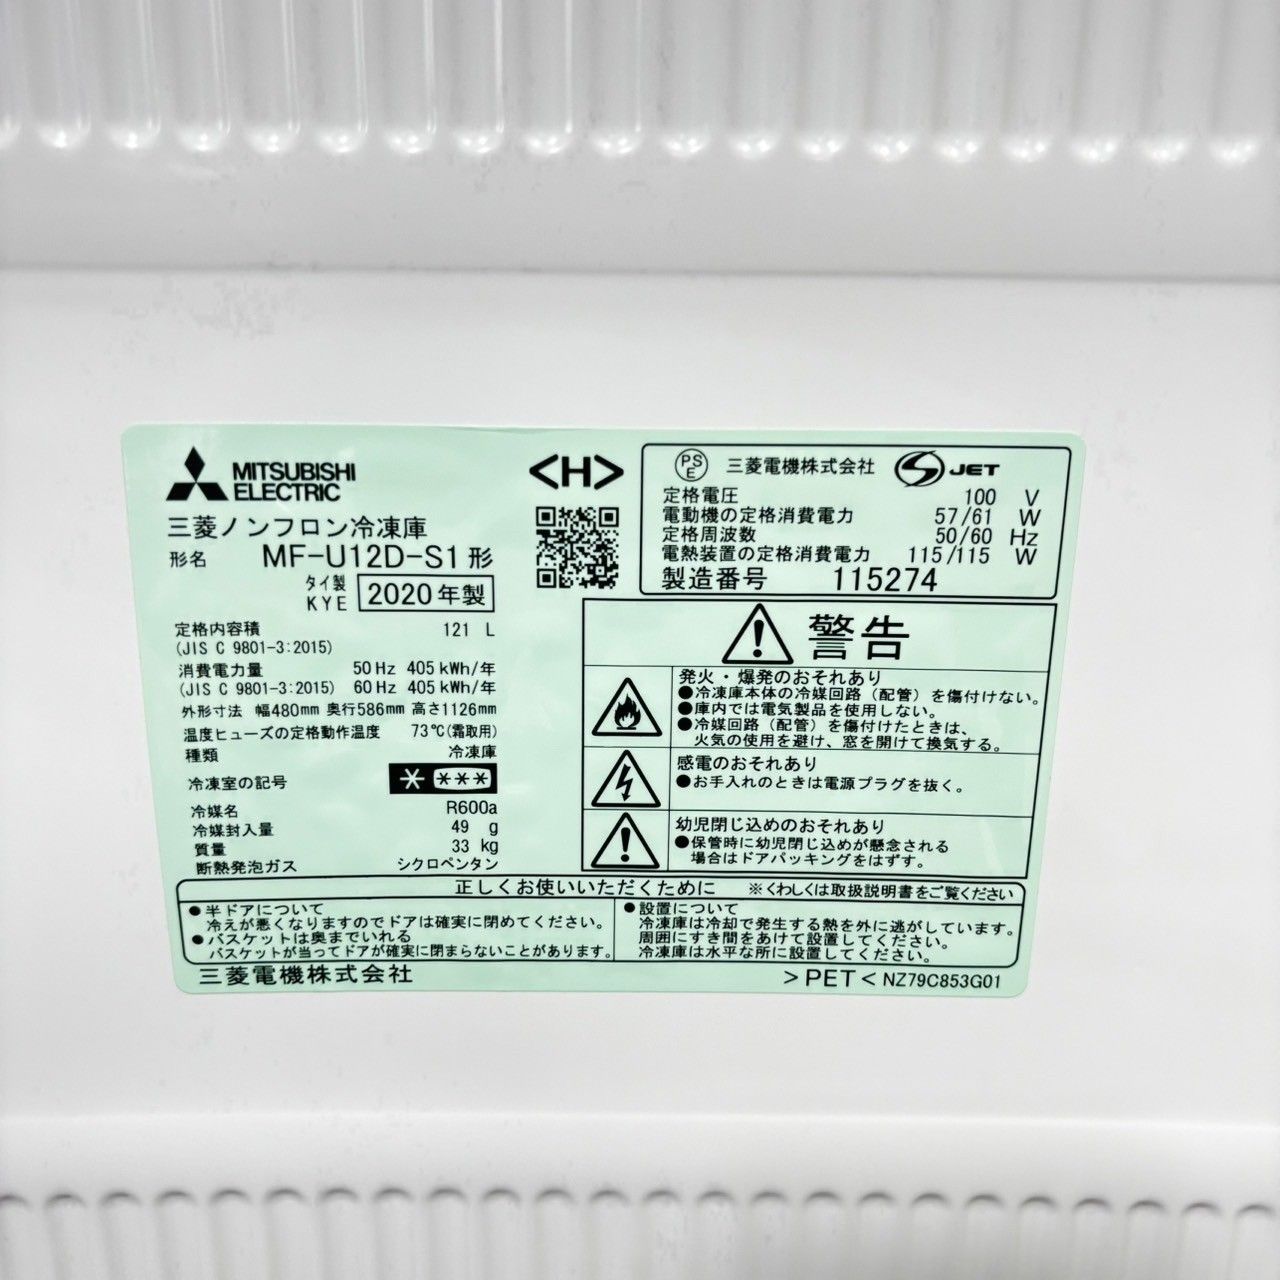 MITSUBISHI
ELECTRIC
三菱ノンフロン冷凍庫
形名 MF-U12D-S1 形
タイ製
KYE 2020年製
定格内容積 121 L
(JIS C 9801-3:2015)
消費電力量 50 Hz 405 kWh/年
(JIS C 9801-3:2015) 60 Hz 405 kWh/年
外形寸法 幅480mm 奥行586mm 高さ1126mm
温度ヒューズの定格動作温度 73℃(霜取用)
種類 冷凍庫
冷凍室の記号 * ***
冷媒名 R600a
冷媒封入量 49 g
質量 33 kg
断熱発泡ガス シクロペンタン
<H>
PS
E 三菱電機株式会社 S JET
定格電圧 100 V
電動機の定格消費電力 57/61 W
定格周波数 50/60 Hz
電熱装置の定格消費電力 115/115 W
製造番号 115274
警告
発火・爆発のおそれあり
●冷凍庫本体の冷媒回路(配管)を傷付けない。
●庫内では電気製品を使用しない。
●冷媒回路(配管)を傷付けたときは、
火気の使用を避け、窓を開けて換気する。
感電のおそれあり
●お手入れのときは電源プラグを抜く。
幼児閉じ込めのおそれあり
●保管時に幼児閉じ込めが懸念される
場合はドアパッキングをはずす。
正しくお使いいただくために ※くわしくは取扱説明書をご覧ください
●半ドアについて
冷えが悪くなりますのでドアは確実に閉めてください。
●バスケットは奥までいれる
バスケットが当ってドアが確実に閉まらないことがあります。
●設置について
冷凍庫は冷却で発生する熱を外に逃がしています。
周囲にすき間をあけて設置してください。
冷凍庫は水平な所に設置してください。
三菱電機株式会社 >PET< NZ79C853G01